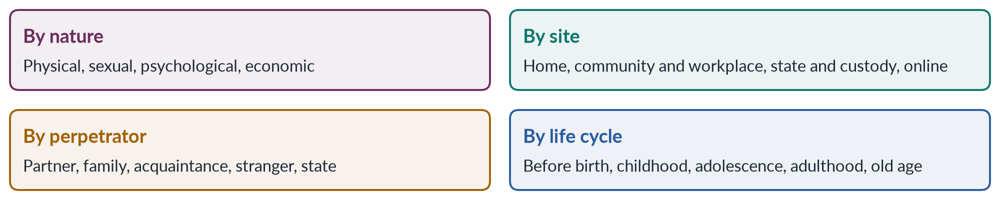 By nature
Physical, sexual, psychological, economic
By site
Home, community and workplace, state and custody, online
By perpetrator
Partner, family, acquaintance, stranger, state
By life cycle
Before birth, childhood, adolescence, adulthood, old age